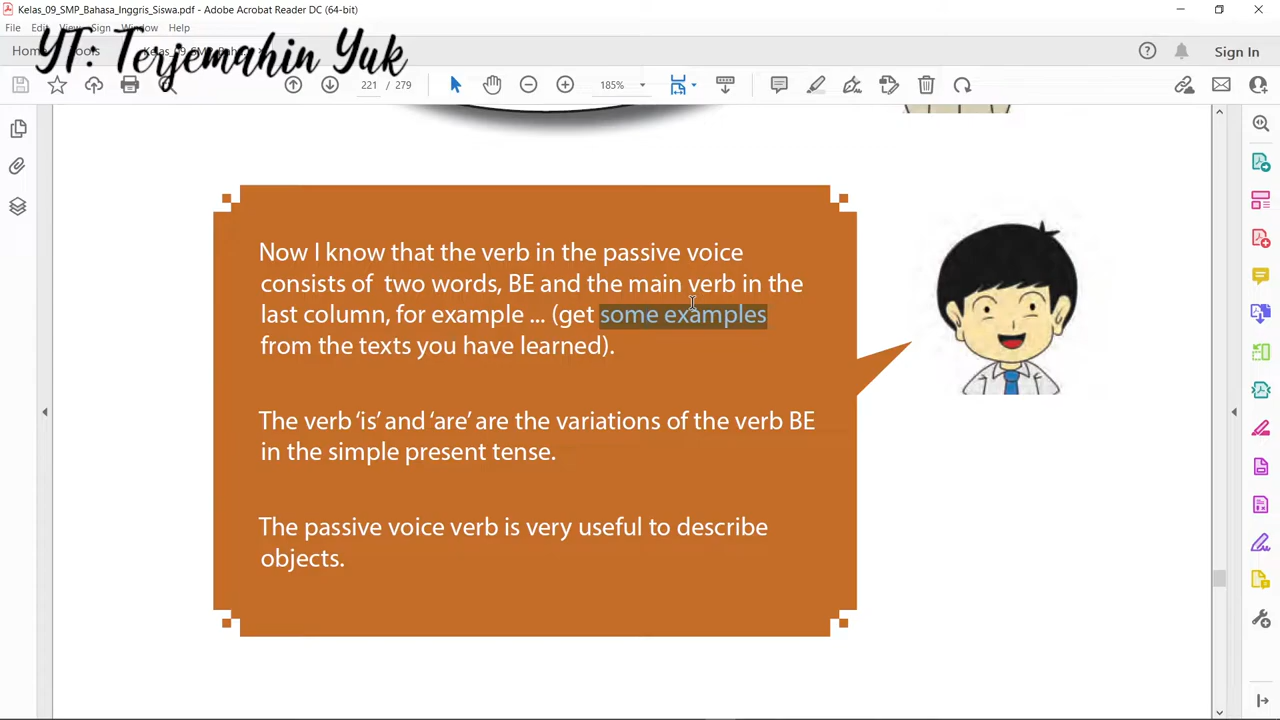 Kelas_09_SMP_Bahasa_Inggris_Siswa.pdf - Adobe Acrobat Reader DC (64-bit)
File Edit View Sign Window Help
YT: Terjemahin Yuk
Sign In
221 / 279
185%
Now I know that the verb in the passive voice
consists of two words, BE and the main verb in the
last column, for example ... (get some examples
from the texts you have learned).
The verb ‘is’ and ‘are’ are the variations of the verb BE
in the simple present tense.
The passive voice verb is very useful to describe
objects.